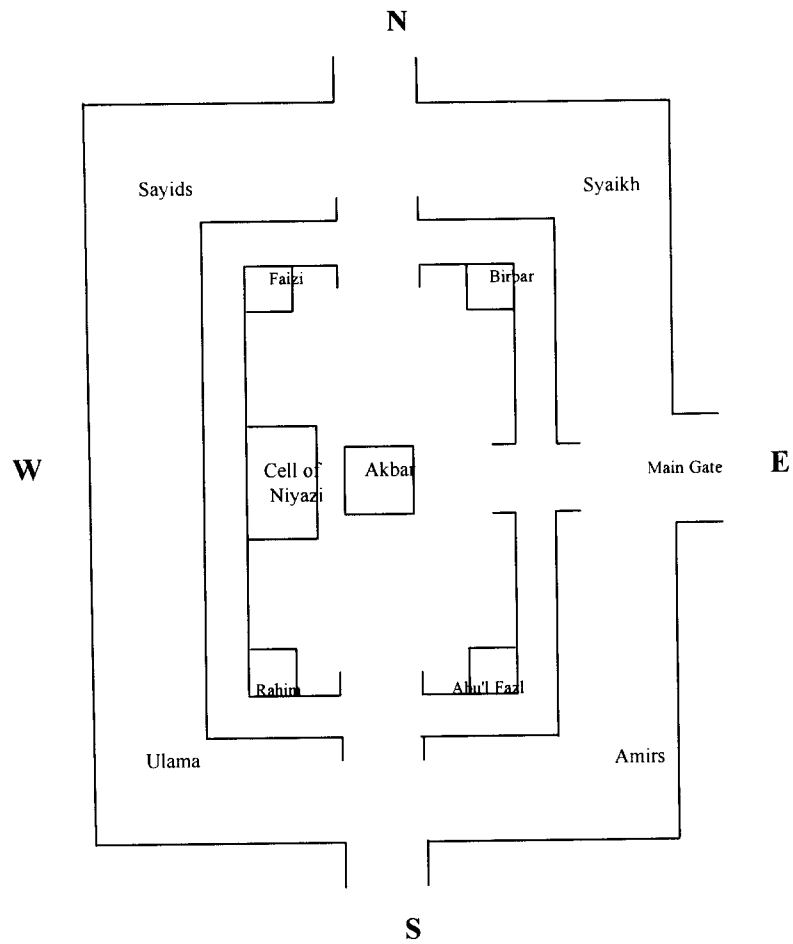 N
Sayids
Syaikh
Faizi
Birbar
W
Cell of
Niyazi
Akbar
Main Gate
E
Rahim
Abu'l Fazl
Ulama
Amirs
S